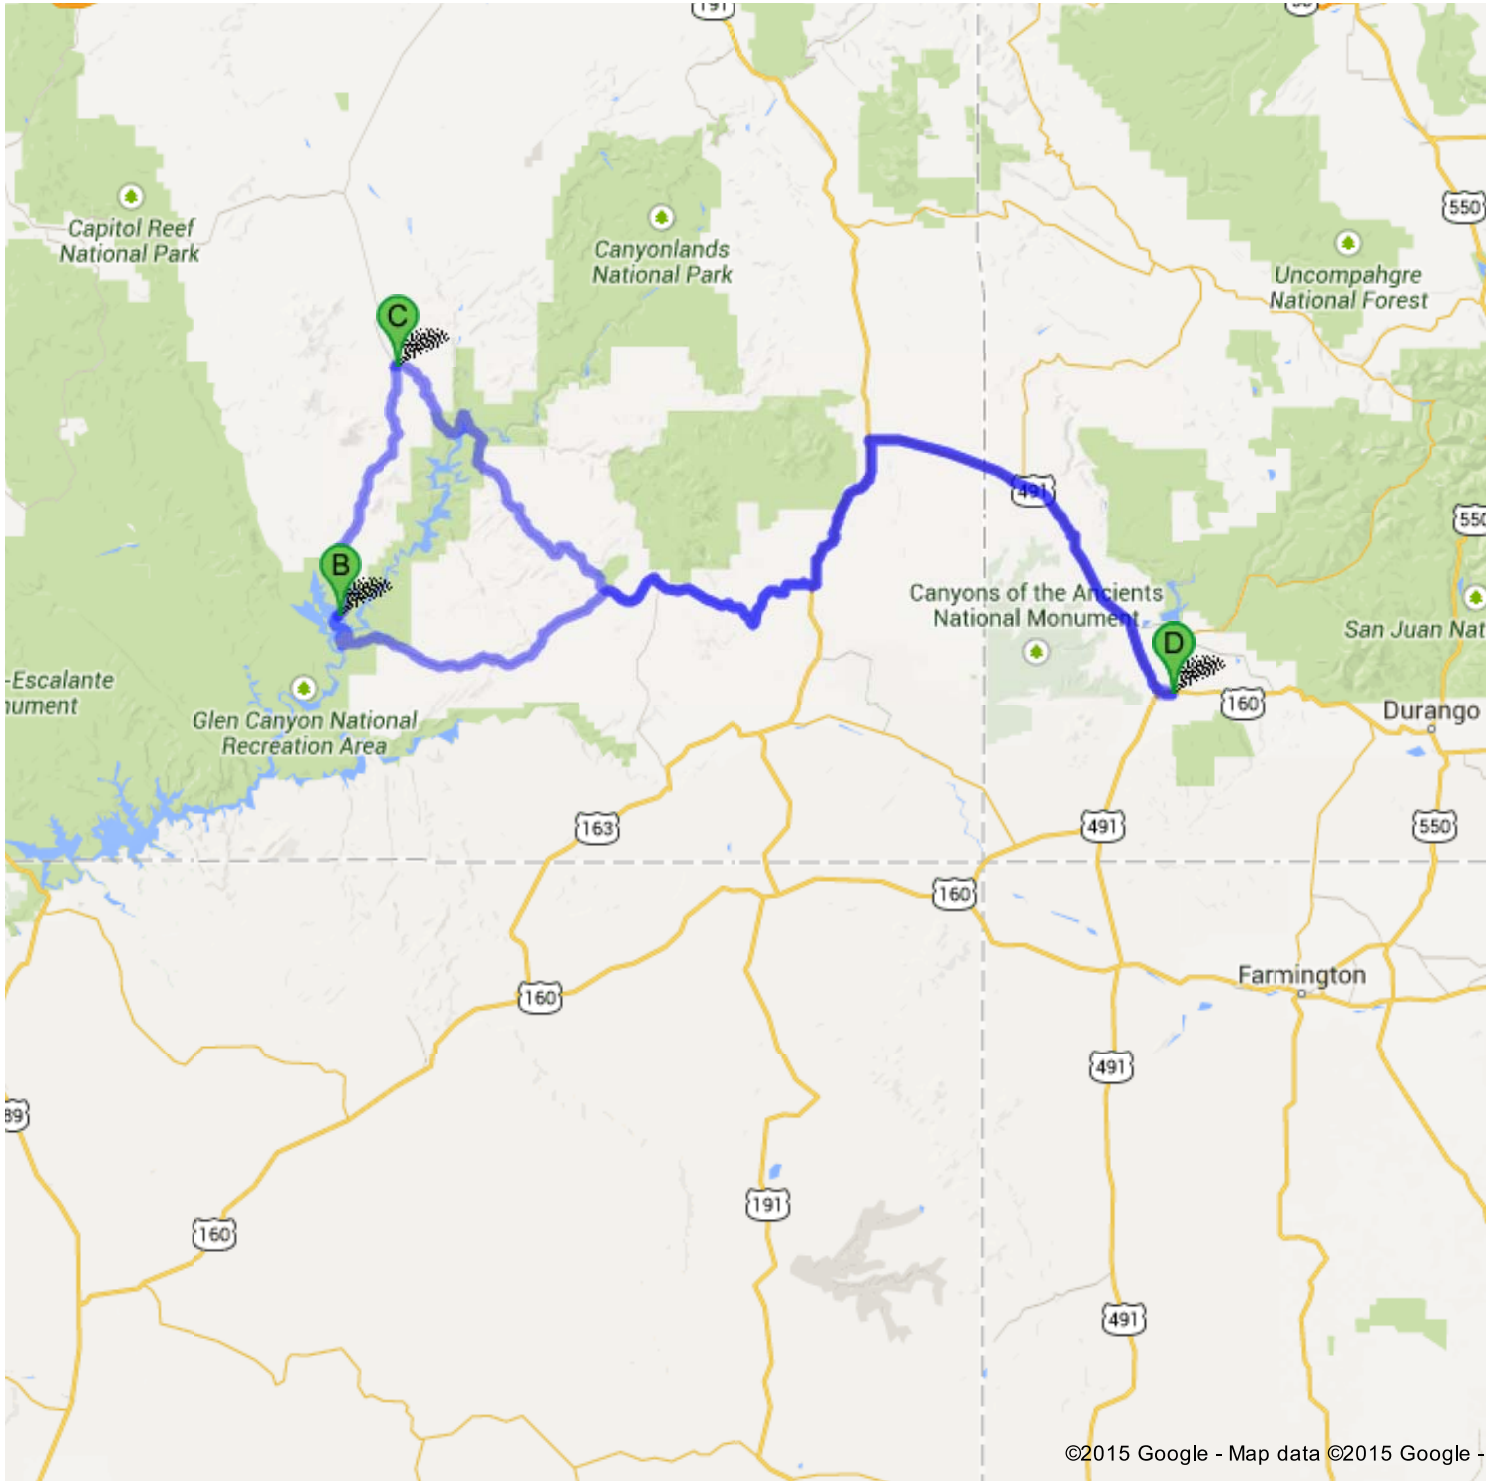 191
Capitol Reef
National Park
Canyonlands
National Park
550
Uncompahgre
National Forest
C
491
550
B
Canyons of the Ancients
National Monument
D
San Juan Nat
-Escalante
nument
Glen Canyon National
Recreation Area
160
Durango
163
491
550
160
Farmington
160
491
89
191
160
491
©2015 Google - Map data ©2015 Google -